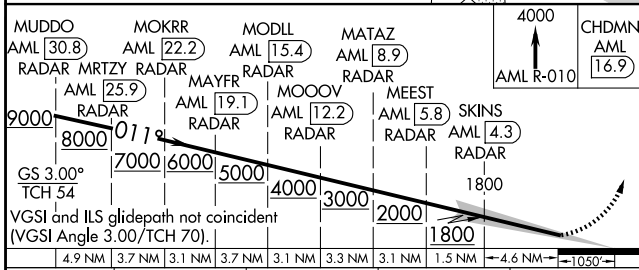 MUDDO
AML 30.8
RADAR
MRTZY
AML 25.9
RADAR
MOKRR
AML 22.2
RADAR
MAYFR
AML 19.1
RADAR
MODLL
AML 15.4
RADAR
MOOOV
AML 12.2
RADAR
MATAZ
AML 8.9
RADAR
MEEST
AML 5.8
RADAR
SKINS
AML 4.3
RADAR
1800
4000
AML R-010
CHDMN
AML
16.9
9000
8000
7000
011°
6000
5000
4000
3000
2000
1800
GS 3.00°
TCH 54
VGSI and ILS glidepath not coincident
(VGSI Angle 3.00/TCH 70).
4.9 NM 3.7 NM 3.1 NM 3.7 NM 3.1 NM 3.3 NM 3.1 NM 1.5 NM 4.6 NM 1050'